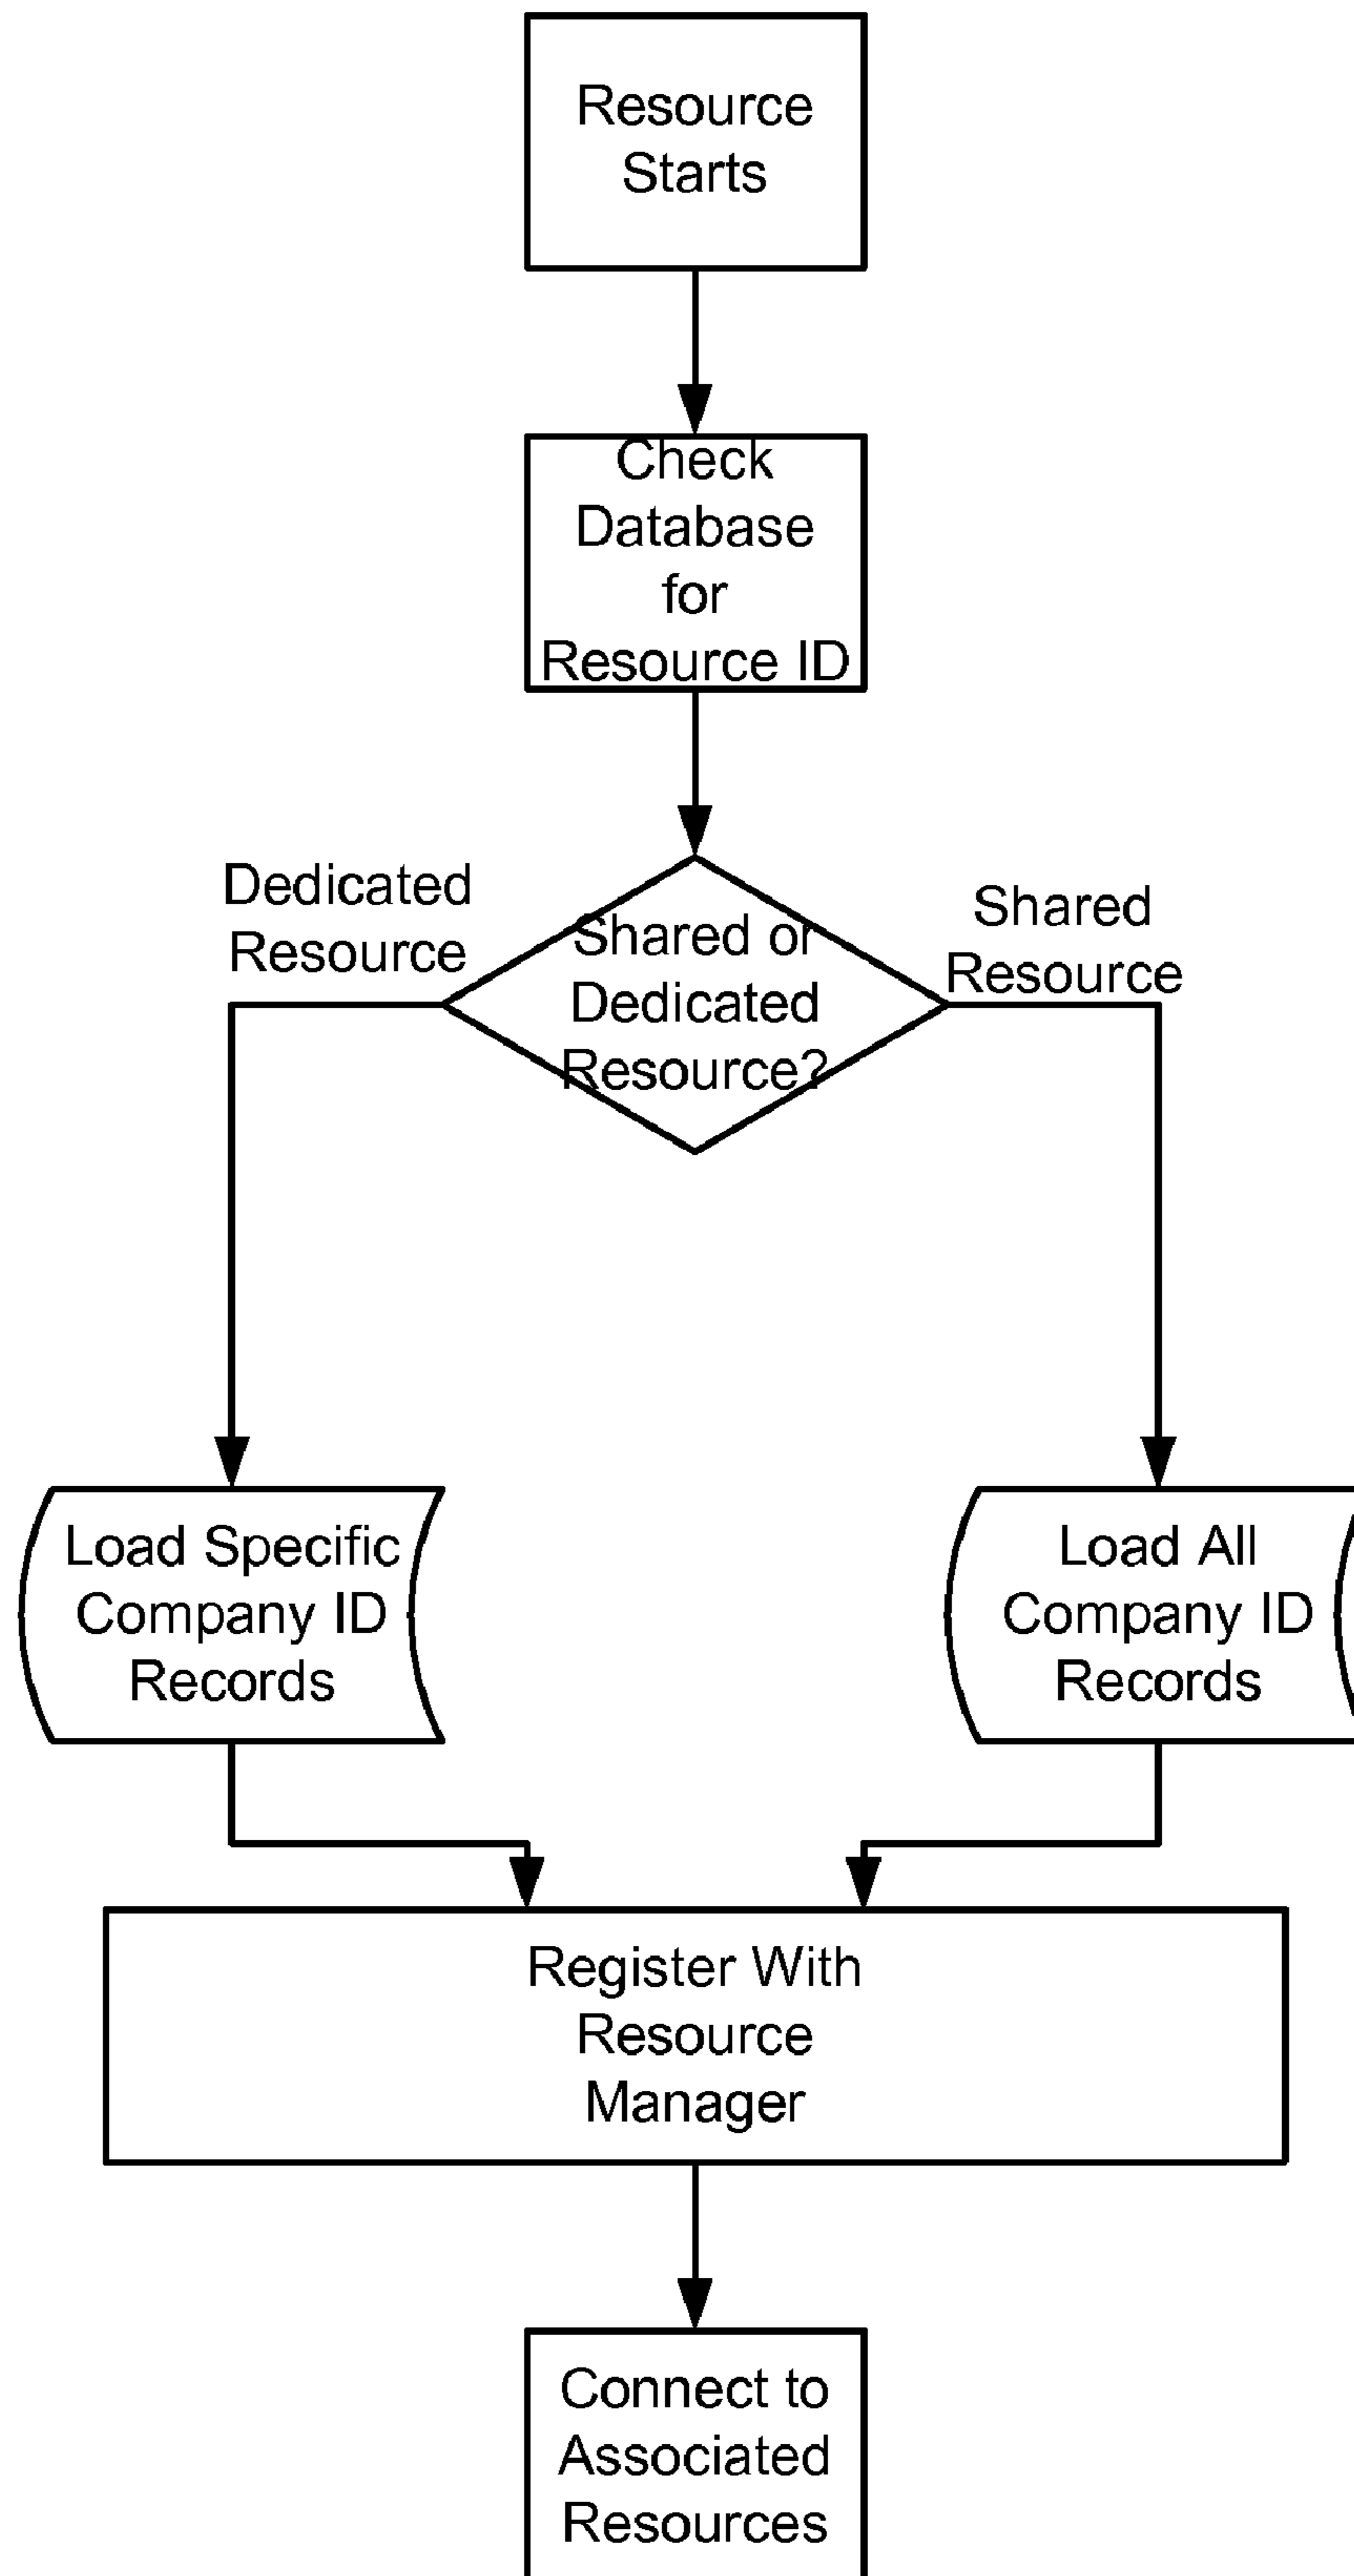 Resource
Starts
Check
Database
for
Resource ID
Dedicated
Resource
Shared or
Dedicated
Resource?
Shared
Resource
Load Specific
Company ID
Records
Load All
Company ID
Records
Register With
Resource
Manager
Connect to
Associated
Resources